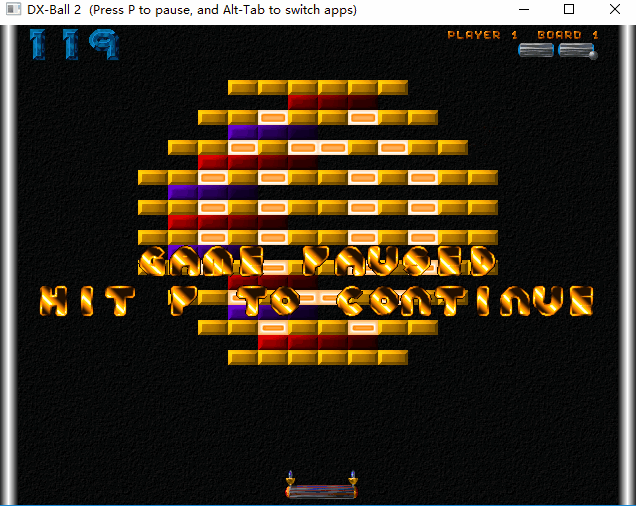 DX-Ball 2 (Press P to pause, and Alt-Tab to switch apps)
119
PLAYER 1 BOARD 1
GAME PAUSED
HIT P TO CONTINUE